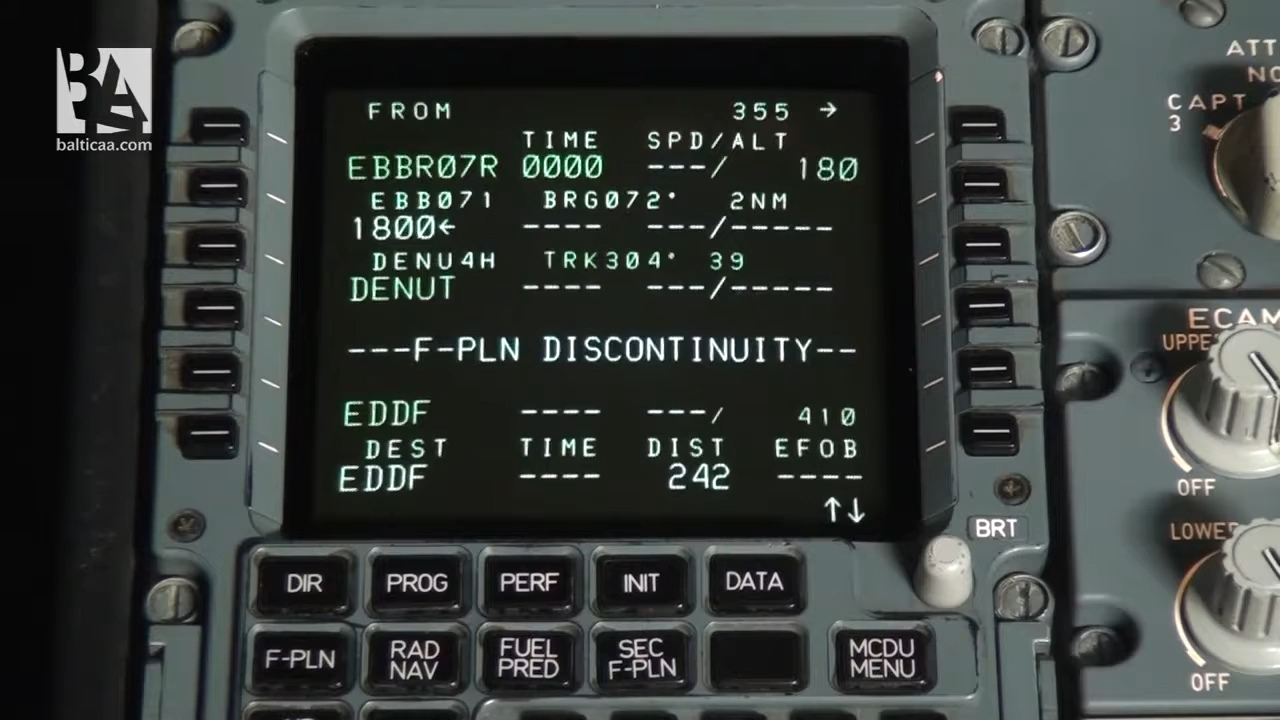 BA
balticaa.com
FROM 355 →
TIME SPD/ALT
EBBR07R 0000 ---/ 180
EBB071 BRG072° 2NM
1800← ---- ---/-----
DENU4H TRK304° 39
DENUT ---- ---/-----
---F-PLN DISCONTINUITY--
EDDF ---- ---/ 410
DEST TIME DIST EFOB
EDDF ---- 242 ----
↑↓
BRT
DIR PROG PERF INIT DATA
F-PLN RAD NAV FUEL PRED SEC F-PLN MCDU MENU
ATT
NO
CAPT
3
ECAM
UPPE
OFF
LOWER
OFF